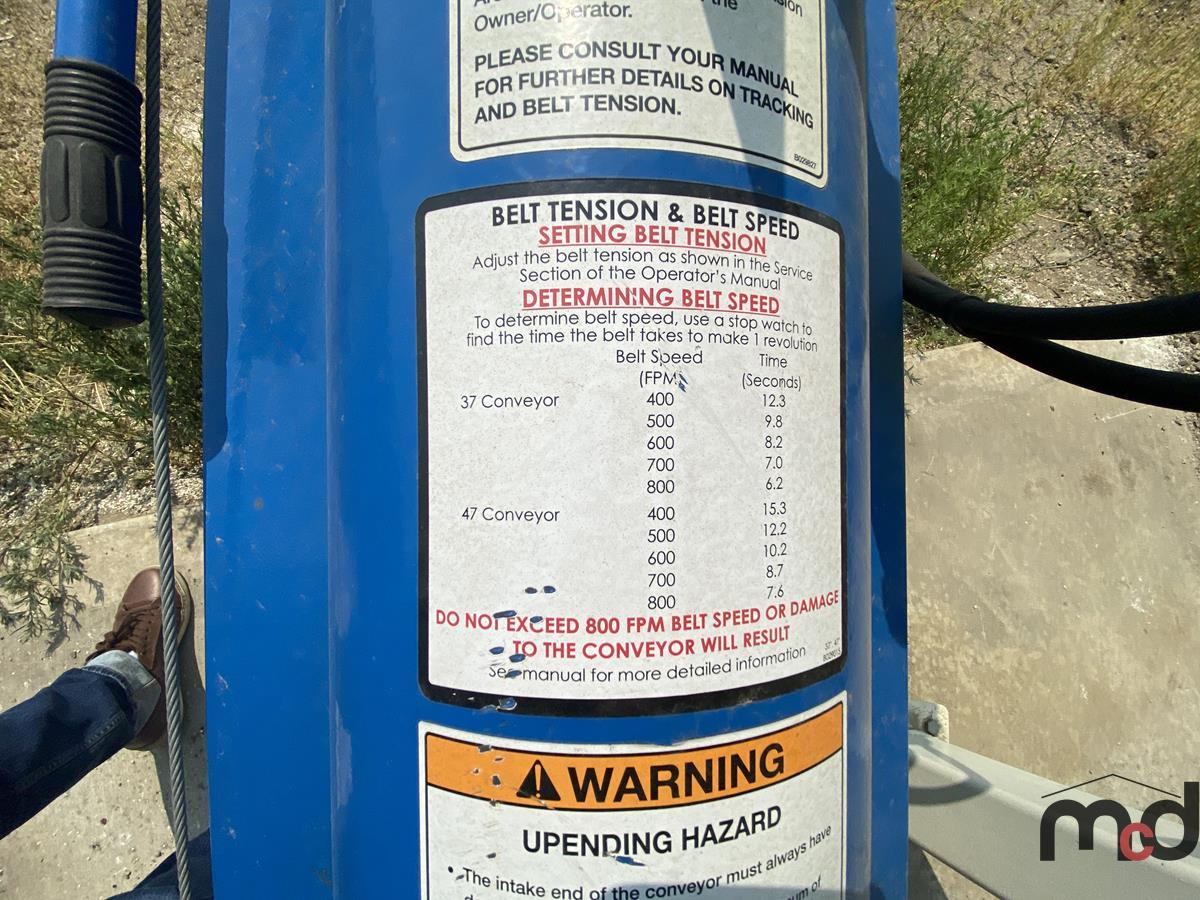 the
Owner/Operator.
PLEASE CONSULT YOUR MANUAL
FOR FURTHER DETAILS ON TRACKING
AND BELT TENSION.
B029827
BELT TENSION & BELT SPEED
SETTING BELT TENSION
Adjust the belt tension as shown in the Service
Section of the Operator's Manual
DETERMINING BELT SPEED
To determine belt speed, use a stop watch to
find the time the belt takes to make 1 revolution
Belt Speed Time
(FPM) (Seconds)
37 Conveyor 400 12.3
500 9.8
600 8.2
700 7.0
800 6.2
47 Conveyor 400 15.3
500 12.2
600 10.2
700 8.7
800 7.6
DO NOT EXCEED 800 FPM BELT SPEED OR DAMAGE
TO THE CONVEYOR WILL RESULT
See manual for more detailed information
WARNING
UPENDING HAZARD
• The intake end of the conveyor must always have
mcd